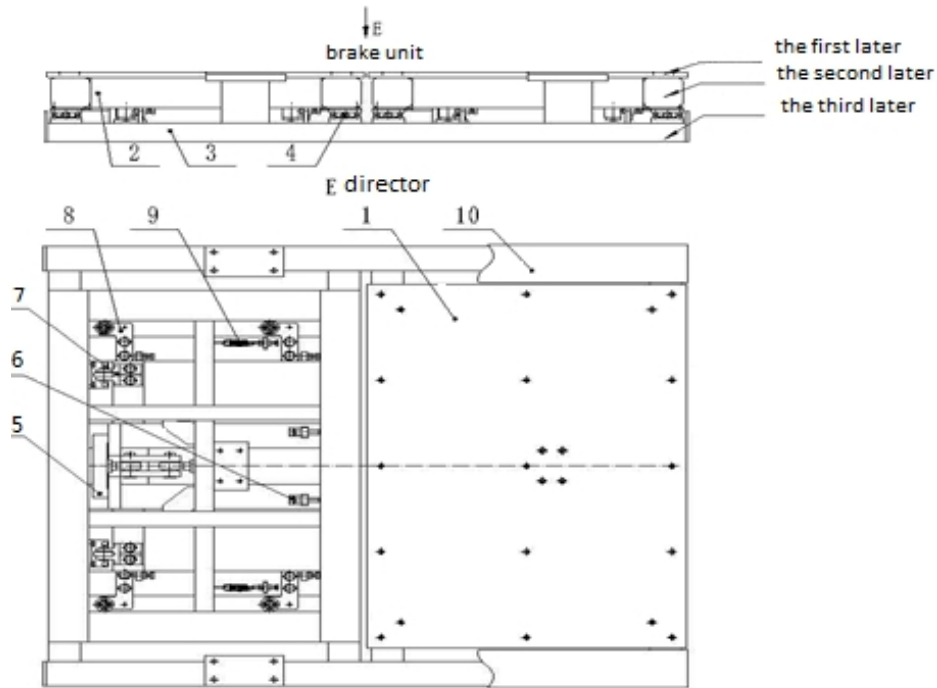 E
brake unit
the first later
the second later
the third later
2
3
4
E director
8
9
1
10
7
6
5